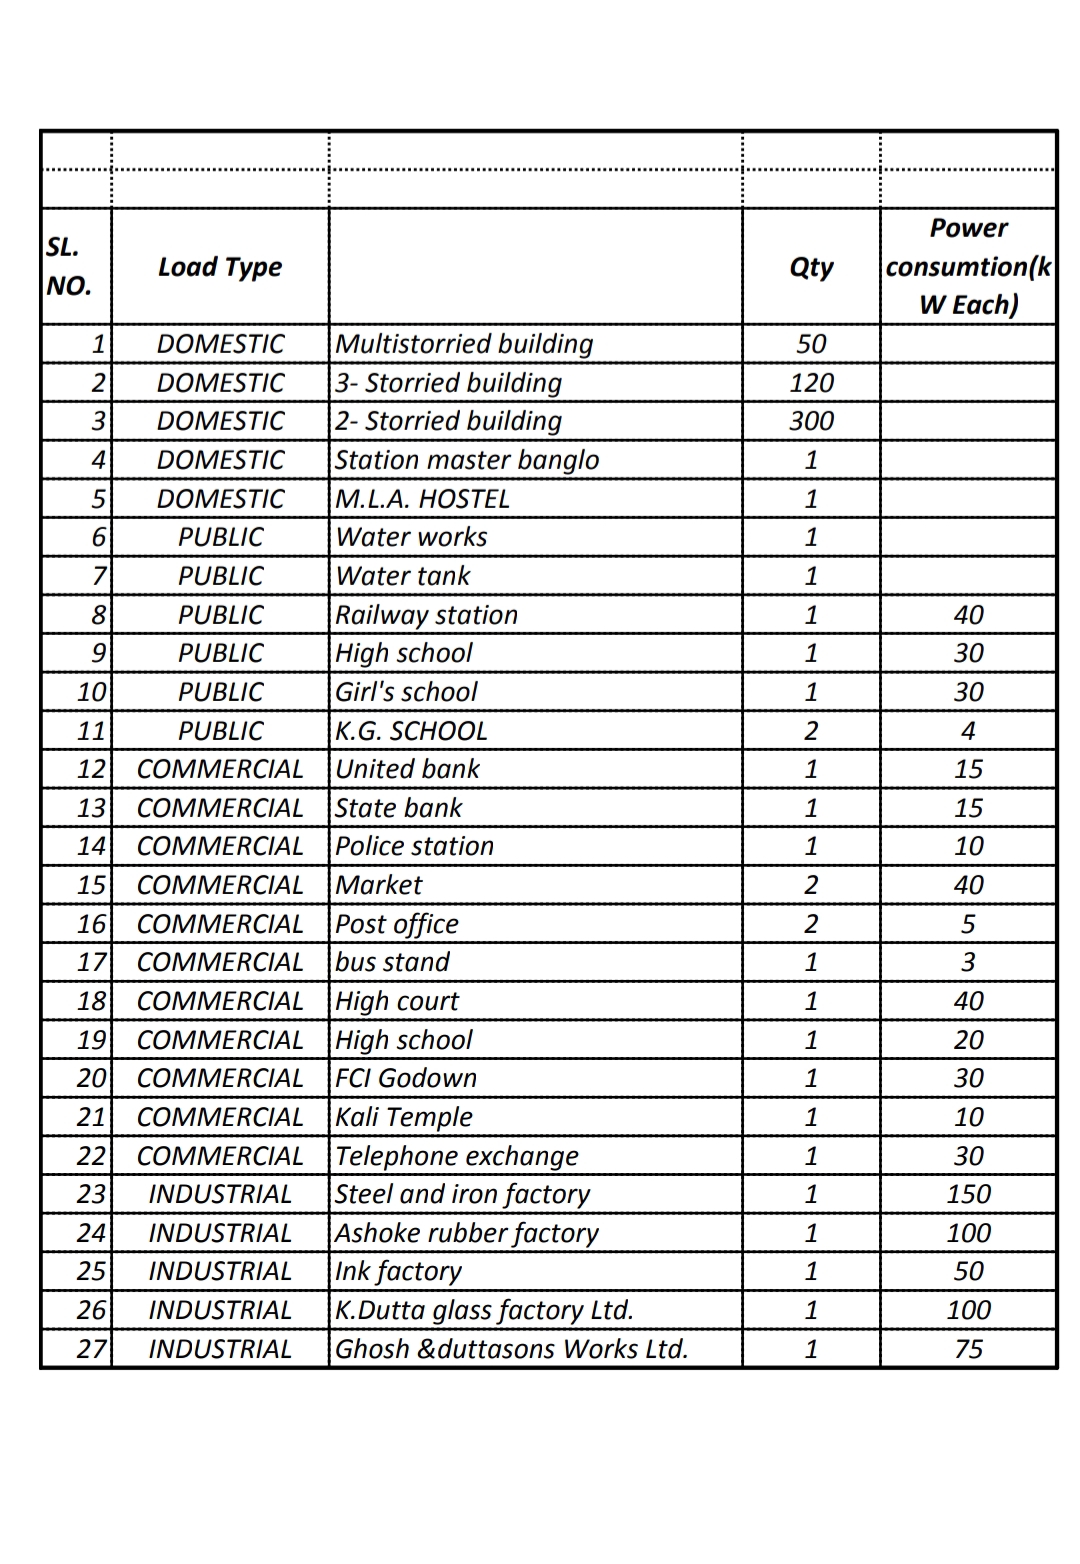 SL. NO. Load Type Qty Power consumtion(k W Each)
1 DOMESTIC Multistorried building 50
2 DOMESTIC 3- Storried building 120
3 DOMESTIC 2- Storried building 300
4 DOMESTIC Station master banglo 1
5 DOMESTIC M.L.A. HOSTEL 1
6 PUBLIC Water works 1
7 PUBLIC Water tank 1
8 PUBLIC Railway station 1 40
9 PUBLIC High school 1 30
10 PUBLIC Girl's school 1 30
11 PUBLIC K.G. SCHOOL 2 4
12 COMMERCIAL United bank 1 15
13 COMMERCIAL State bank 1 15
14 COMMERCIAL Police station 1 10
15 COMMERCIAL Market 2 40
16 COMMERCIAL Post office 2 5
17 COMMERCIAL bus stand 1 3
18 COMMERCIAL High court 1 40
19 COMMERCIAL High school 1 20
20 COMMERCIAL FCI Godown 1 30
21 COMMERCIAL Kali Temple 1 10
22 COMMERCIAL Telephone exchange 1 30
23 INDUSTRIAL Steel and iron factory 1 150
24 INDUSTRIAL Ashoke rubber factory 1 100
25 INDUSTRIAL Ink factory 1 50
26 INDUSTRIAL K.Dutta glass factory Ltd. 1 100
27 INDUSTRIAL Ghosh &duttasons Works Ltd. 1 75